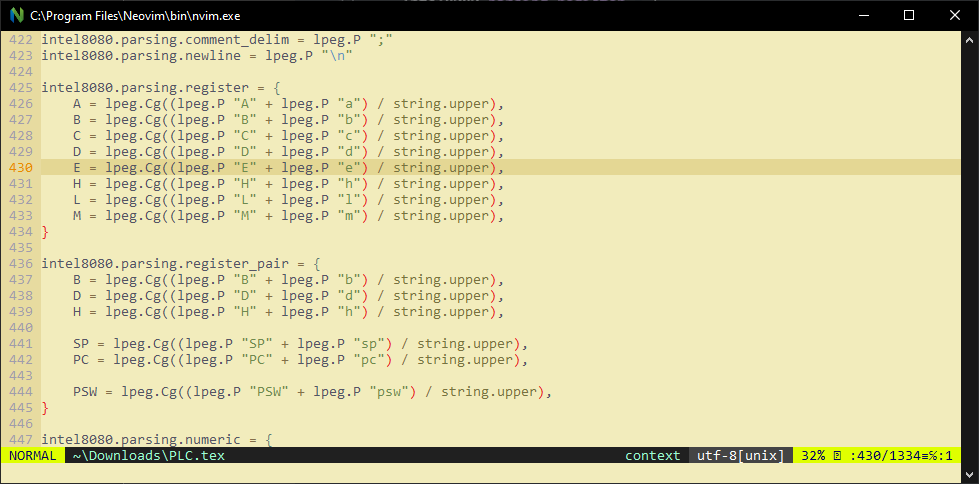 C:\Program Files\Neovim\bin\nvim.exe
422 intel8080.parsing.comment_delim = lpeg.P ";"
423 intel8080.parsing.newline = lpeg.P "\n"
424
425 intel8080.parsing.register = {
426     A = lpeg.Cg((lpeg.P "A" + lpeg.P "a") / string.upper),
427     B = lpeg.Cg((lpeg.P "B" + lpeg.P "b") / string.upper),
428     C = lpeg.Cg((lpeg.P "C" + lpeg.P "c") / string.upper),
429     D = lpeg.Cg((lpeg.P "D" + lpeg.P "d") / string.upper),
430     E = lpeg.Cg((lpeg.P "E" + lpeg.P "e") / string.upper),
431     H = lpeg.Cg((lpeg.P "H" + lpeg.P "h") / string.upper),
432     L = lpeg.Cg((lpeg.P "L" + lpeg.P "l") / string.upper),
433     M = lpeg.Cg((lpeg.P "M" + lpeg.P "m") / string.upper),
434 }
435
436 intel8080.parsing.register_pair = {
437     B = lpeg.Cg((lpeg.P "B" + lpeg.P "b") / string.upper),
438     D = lpeg.Cg((lpeg.P "D" + lpeg.P "d") / string.upper),
439     H = lpeg.Cg((lpeg.P "H" + lpeg.P "h") / string.upper),
440
441     SP = lpeg.Cg((lpeg.P "SP" + lpeg.P "sp") / string.upper),
442     PC = lpeg.Cg((lpeg.P "PC" + lpeg.P "pc") / string.upper),
443
444     PSW = lpeg.Cg((lpeg.P "PSW" + lpeg.P "psw") / string.upper),
445 }
446
447 intel8080.parsing.numeric = {
NORMAL ~\Downloads\PLC.tex context utf-8[unix] 32% :430/1334≡%:1